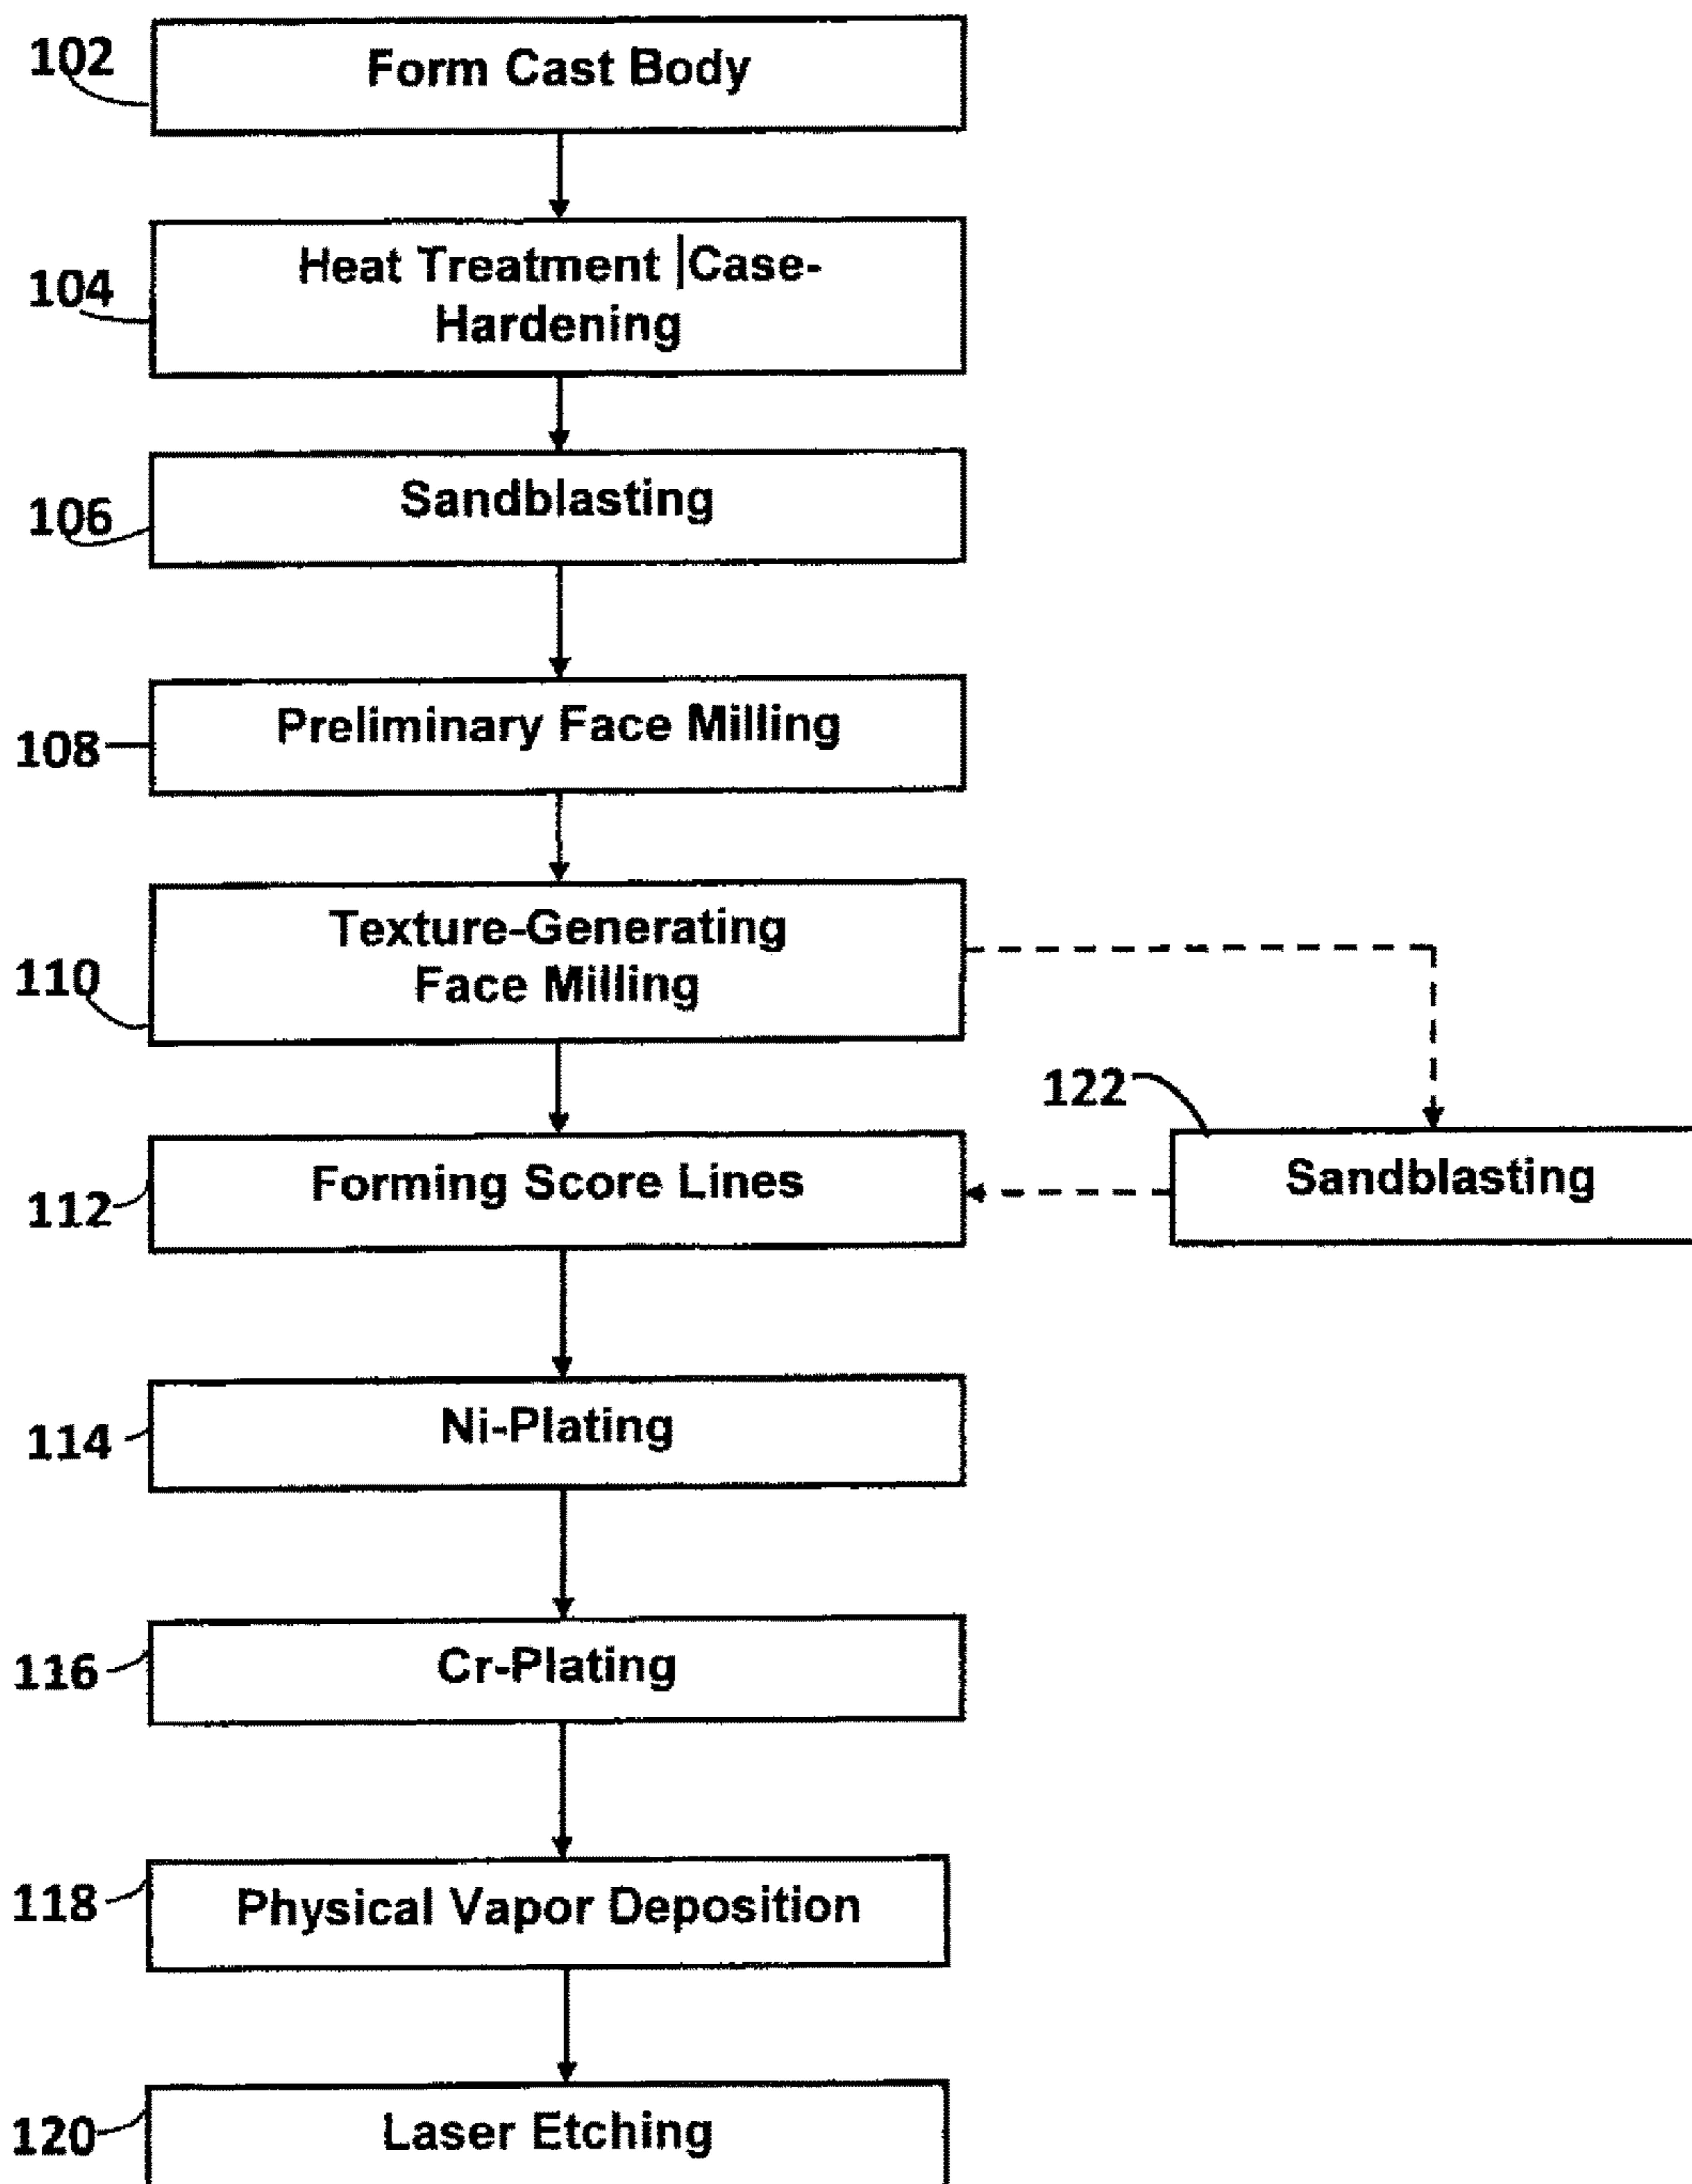 102
Form Cast Body
104
Heat Treatment |Case-
Hardening
106
Sandblasting
108
Preliminary Face Milling
110
Texture-Generating
Face Milling
122
Sandblasting
112
Forming Score Lines
114
Ni-Plating
116
Cr-Plating
118
Physical Vapor Deposition
120
Laser Etching